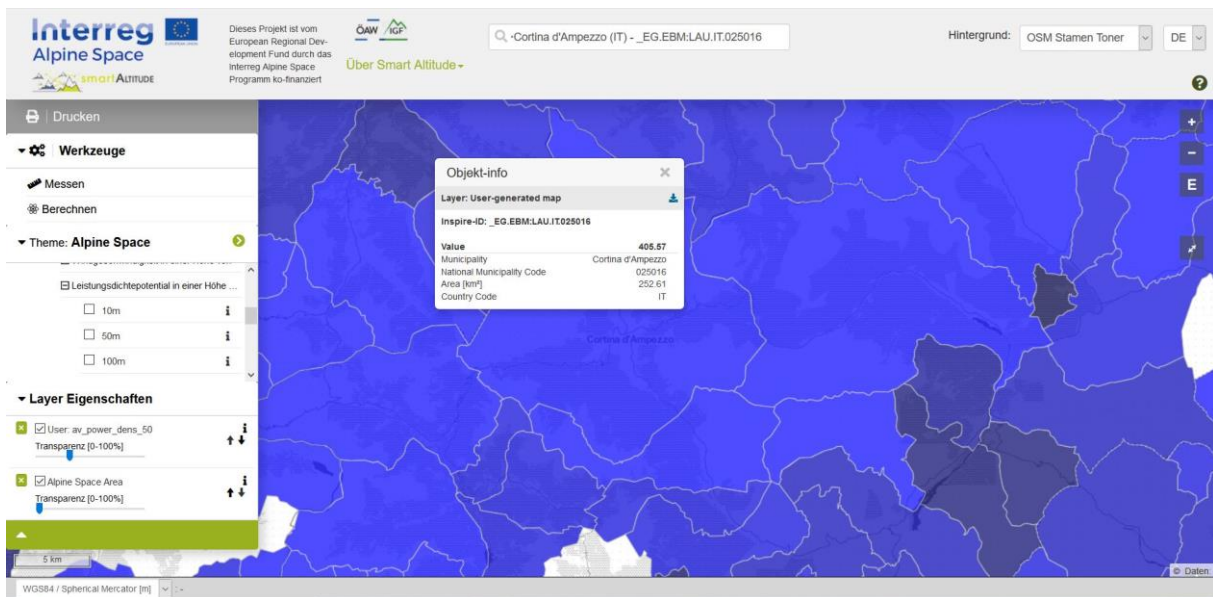 Interreg
EUROPEAN UNION
Alpine Space
smartAltitude
Dieses Projekt ist vom
European Regional Dev-
elopment Fund durch das
Interreg Alpine Space
Programm ko-finanziert
ÖAW IGF
Über Smart Altitude
Cortina d'Ampezzo (IT) - _EG.EBM:LAU.IT.025016
Hintergrund: OSM Stamen Toner DE
?
Drucken
Werkzeuge
Messen
Berechnen
Theme: Alpine Space
Leistungsdichtepotential in einer Höhe ...
10m i
50m i
100m i
Layer Eigenschaften
User: av_power_dens_50 i
Transparenz [0-100%]
Alpine Space Area i
Transparenz [0-100%]
5 km
WGS84 / Spherical Mercator [m] : -
Objekt-info ×
Layer: User-generated map
Inspire-ID: _EG.EBM:LAU.IT.025016
Value 405.57
Municipality Cortina d'Ampezzo
National Municipality Code 025016
Area [km²] 252.61
Country Code IT
Cortina d'Ampezzo
+
−
E
© Daten: